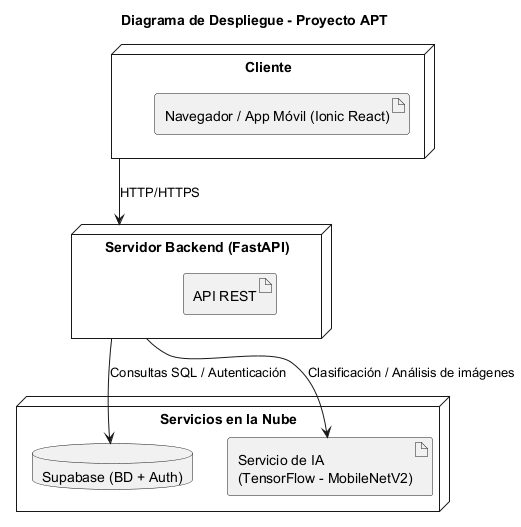 Diagrama de Despliegue - Proyecto APT
Cliente
Navegador / App Móvil (Ionic React)
HTTP/HTTPS
Servidor Backend (FastAPI)
API REST
Consultas SQL / Autenticación
Clasificación / Análisis de imágenes
Servicios en la Nube
Supabase (BD + Auth)
Servicio de IA
(TensorFlow - MobileNetV2)